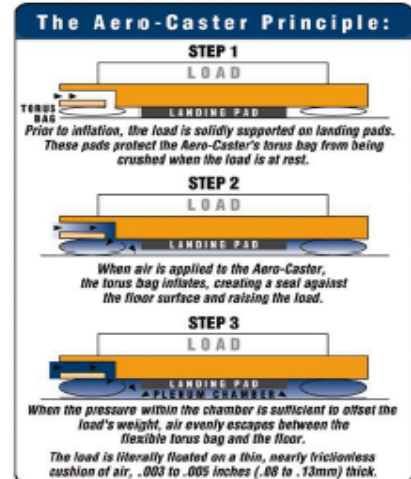 The Aero-Caster Principle:
STEP 1
LOAD
TORUS
BAG
LANDING PAD
Prior to inflation, the load is solidly supported on landing pads.
These pads protect the Aero-Caster's torus bag from being
crushed when the load is at rest.
STEP 2
LOAD
LANDING PAD
When air is applied to the Aero-Caster,
the torus bag inflates, creating a seal against
the floor surface and raising the load.
STEP 3
LOAD
LANDING PAD
PLENUM CHAMBER
When the pressure within the chamber is sufficient to offset the
load's weight, air evenly escapes between the
flexible torus bag and the floor.
The load is literally floated on a thin, nearly frictionless
cushion of air, .003 to .005 inches (.08 to .13mm) thick.